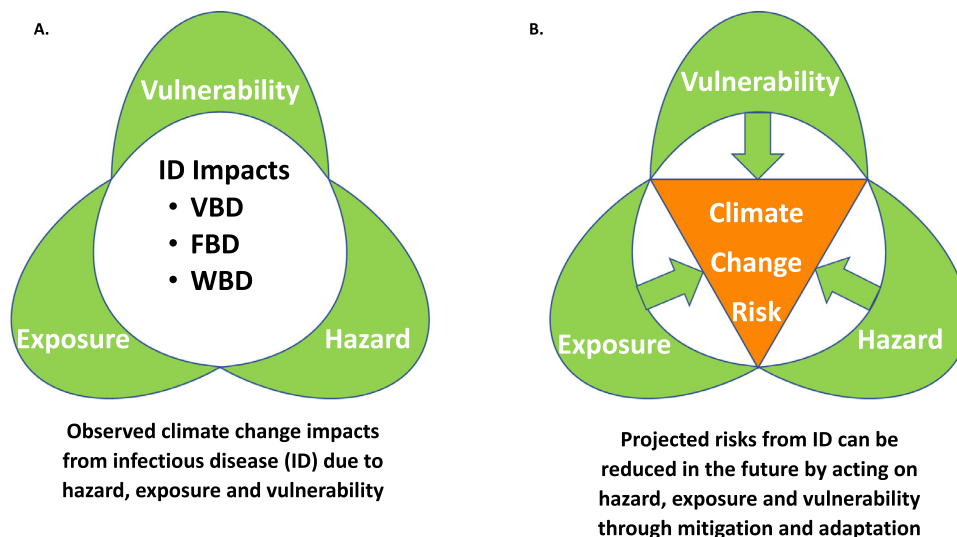 A.
Vulnerability
ID Impacts
• VBD
• FBD
• WBD
Exposure
Hazard
Observed climate change impacts
from infectious disease (ID) due to
hazard, exposure and vulnerability
B.
Vulnerability
Climate
Change
Risk
Exposure
Hazard
Projected risks from ID can be
reduced in the future by acting on
hazard, exposure and vulnerability
through mitigation and adaptation